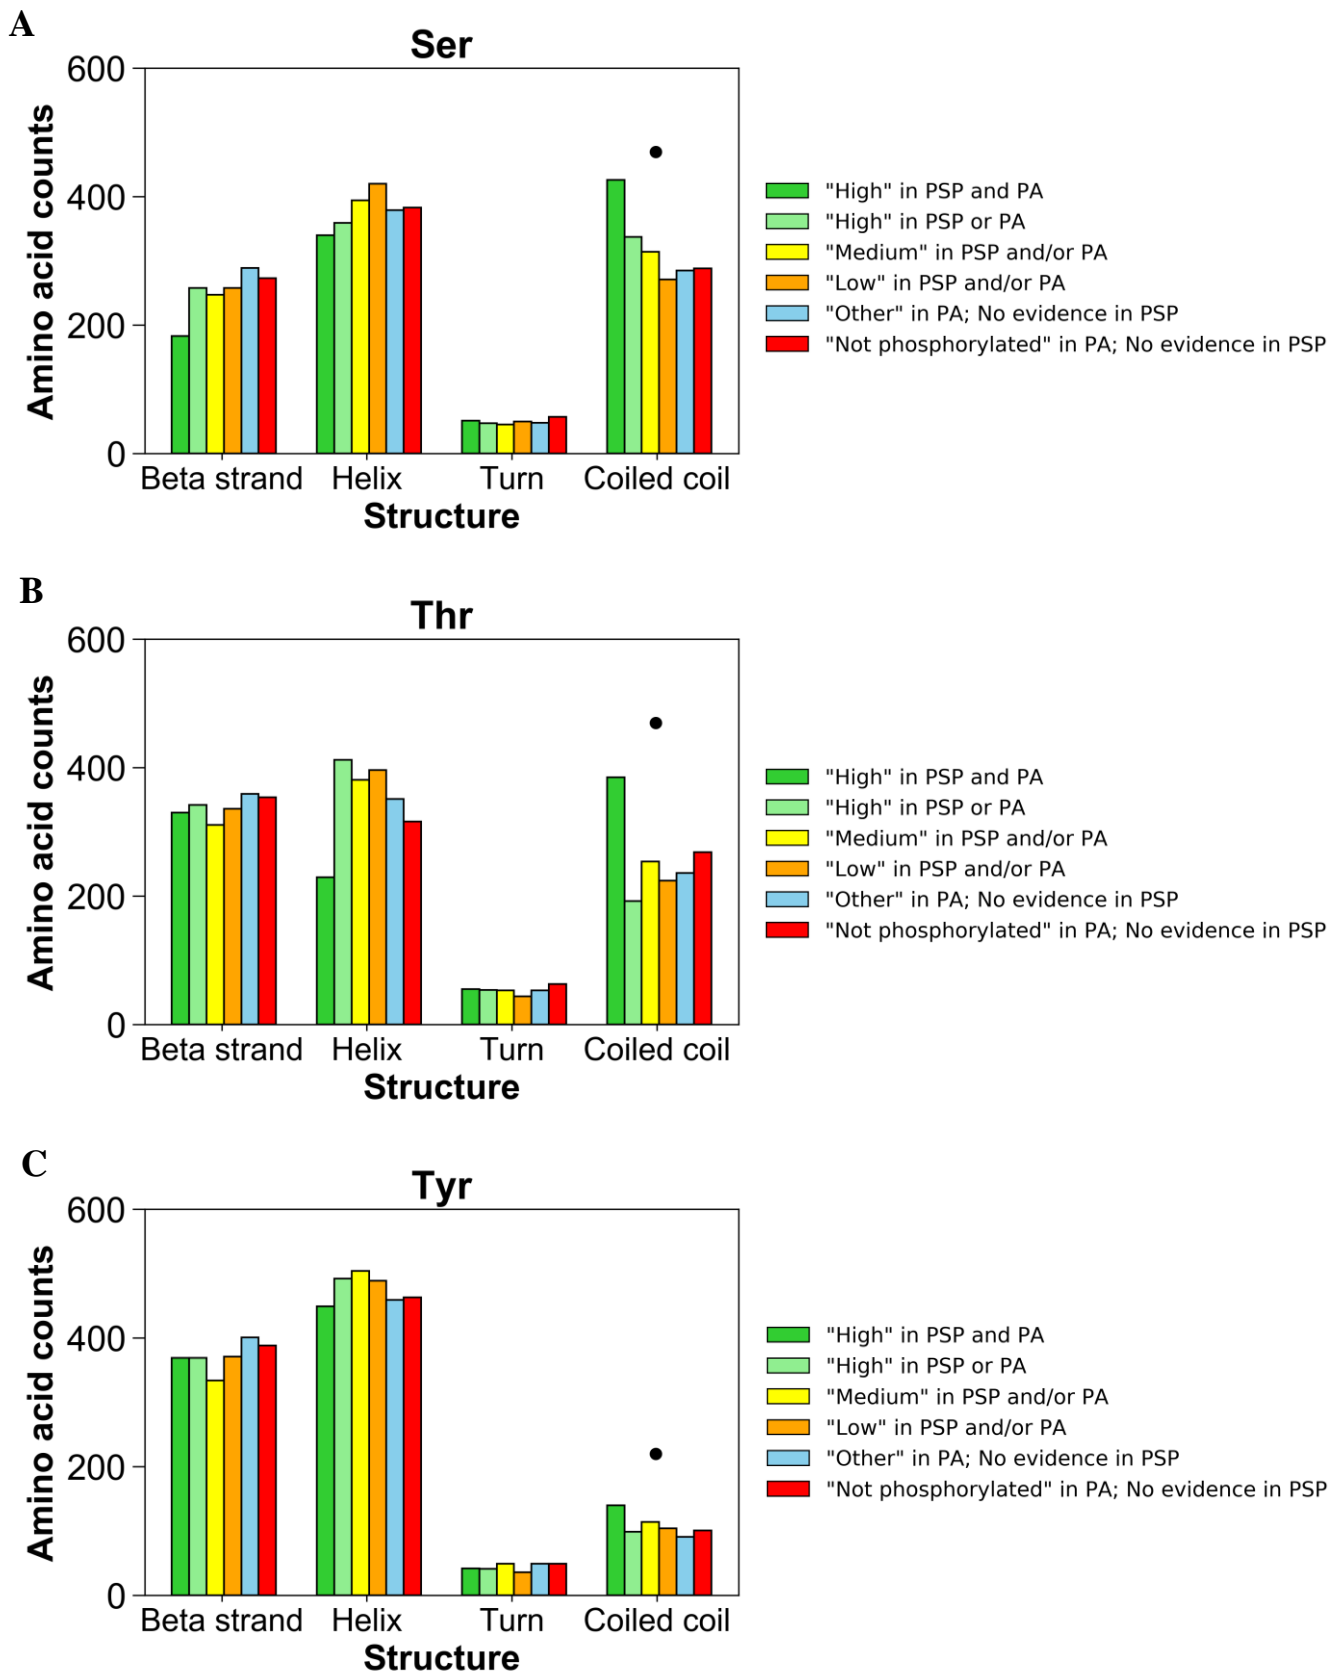 A
Ser
600
400
200
0
Amino acid counts
Beta strand Helix Turn Coiled coil
Structure
"High" in PSP and PA
"High" in PSP or PA
"Medium" in PSP and/or PA
"Low" in PSP and/or PA
"Other" in PA; No evidence in PSP
"Not phosphorylated" in PA; No evidence in PSP
B
Thr
600
400
200
0
Amino acid counts
Beta strand Helix Turn Coiled coil
Structure
"High" in PSP and PA
"High" in PSP or PA
"Medium" in PSP and/or PA
"Low" in PSP and/or PA
"Other" in PA; No evidence in PSP
"Not phosphorylated" in PA; No evidence in PSP
C
Tyr
600
400
200
0
Amino acid counts
Beta strand Helix Turn Coiled coil
Structure
"High" in PSP and PA
"High" in PSP or PA
"Medium" in PSP and/or PA
"Low" in PSP and/or PA
"Other" in PA; No evidence in PSP
"Not phosphorylated" in PA; No evidence in PSP